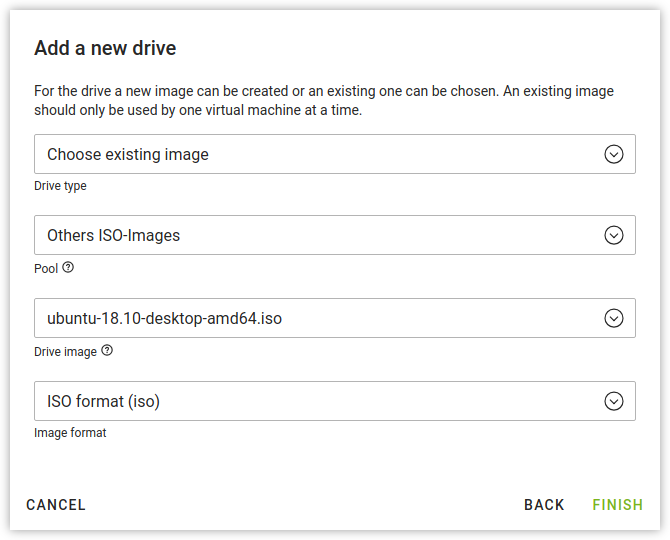 Add a new drive
For the drive a new image can be created or an existing one can be chosen. An existing image
should only be used by one virtual machine at a time.
Choose existing image
Drive type
Others ISO-Images
Pool ?
ubuntu-18.10-desktop-amd64.iso
Drive image ?
ISO format (iso)
Image format
CANCEL BACK FINISH